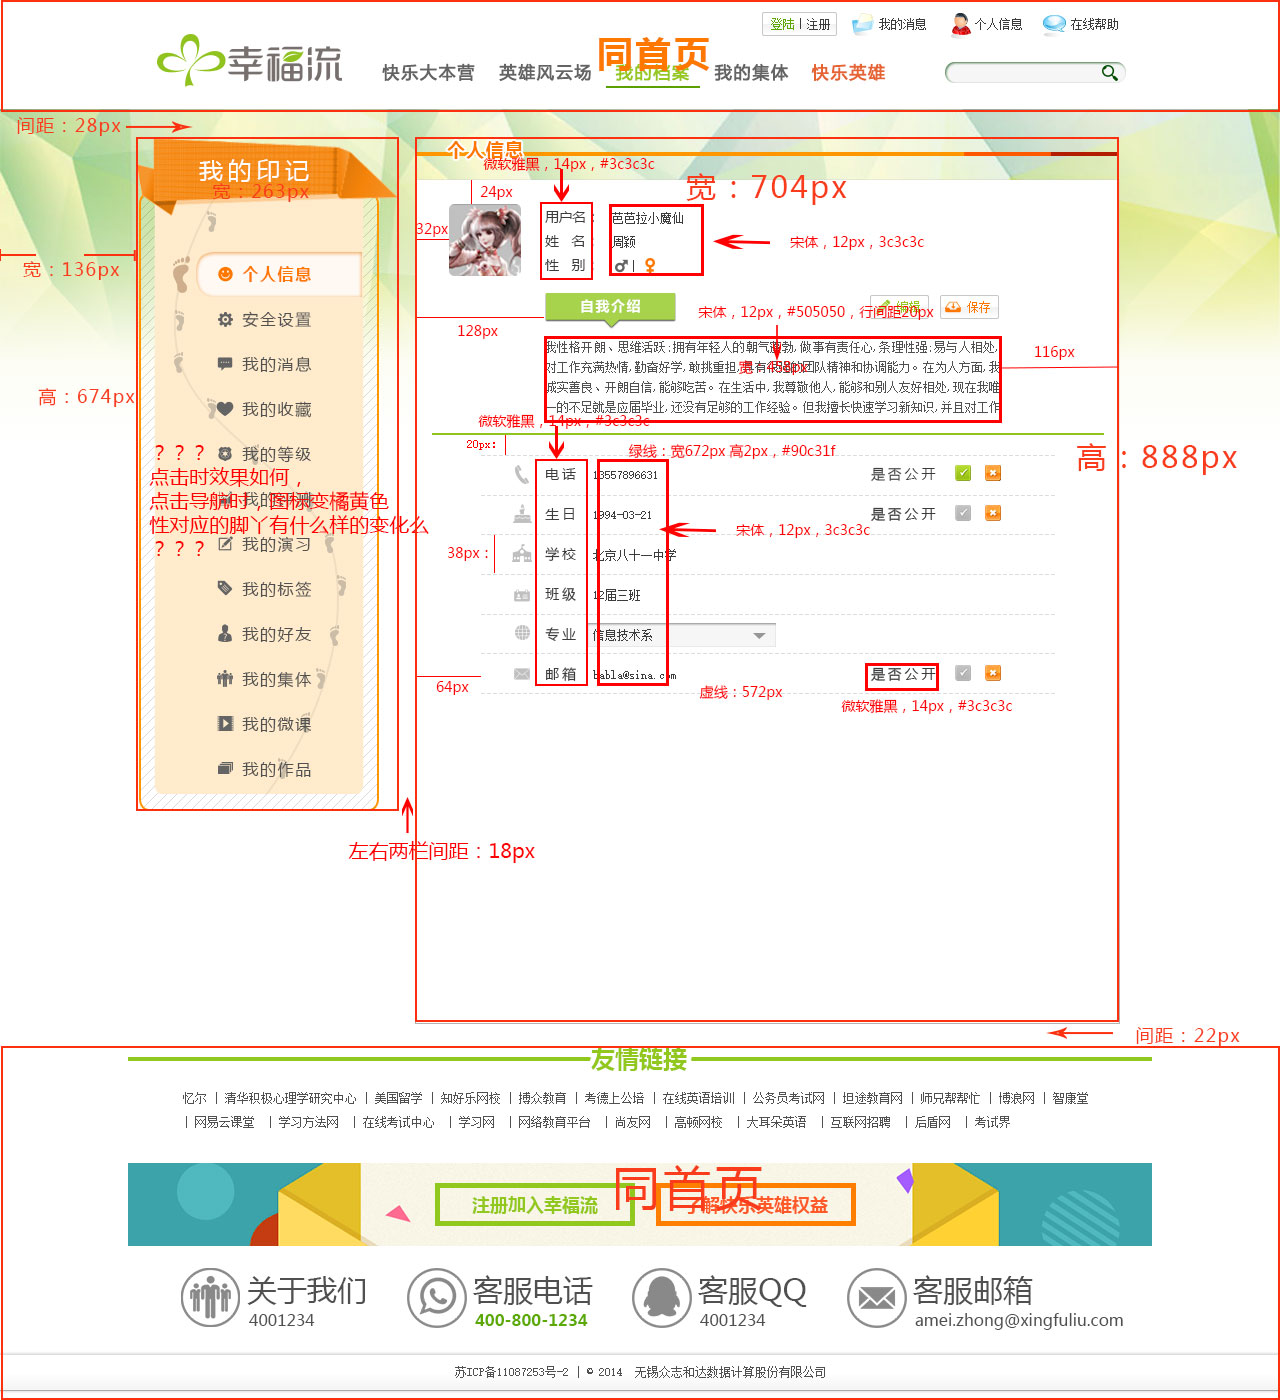 登陆 | 注册
我的消息
个人信息
在线帮助
幸福流
快乐大本营
英雄风云场
我的档案
我的集体
快乐英雄
同首页
间距：28px
我的印记
宽：263px
宽：136px
高：674px
个人信息
安全设置
我的消息
我的收藏
我的等级
我的
我的演习
我的标签
我的好友
我的集体
我的微课
我的作品
？？？
点击时效果如何，
点击导航时，图标变橘黄色
性对应的脚丫有什么样的变化么
？？？
左右两栏间距：18px
个人信息
微软雅黑，14px，#3c3c3c
24px
宽：704px
32px
用户名：
芭芭拉小魔仙
姓 名：
周颖
性 别：
|
宋体，12px，3c3c3c
自我介绍
编辑
保存
宋体，12px，#505050，行间距20px
128px
116px
我性格开朗、思维活跃;拥有年轻人的朝气蓬勃,做事有责任心,条理性强;易与人相处,
对工作充满热情,勤奋好学,敢挑重担,具有很强的团队精神和协调能力。在为人方面,我
成实善良、开朗自信,能够吃苦。在生活中,我尊敬他人,能够和别人友好相处,现在我唯
一的不足就是应届毕业,还没有足够的工作经验。但我擅长快速学习新知识,并且对工作
微软雅黑，14px，#3c3c3c
20px:
绿线：宽672px 高2px，#90c31f
高：888px
电话
13557896631
是否公开
生日
1994-03-21
是否公开
宋体，12px，3c3c3c
38px：
学校
北京八十一中学
班级
12届三班
专业
信息技术系
邮箱
babla@sina.com
是否公开
64px
虚线：572px
微软雅黑，14px，#3c3c3c
间距：22px
友情链接
忆尔 | 清华积极心理学研究中心 | 美国留学 | 知好乐网校 | 搏众教育 | 考德上公培 | 在线英语培训 | 公务员考试网 | 坦途教育网 | 师兄帮帮忙 | 博浪网 | 智康堂
| 网易云课堂 | 学习方法网 | 在线考试中心 | 学习网 | 网络教育平台 | 尚友网 | 高顿网校 | 大耳朵英语 | 互联网招聘 | 后盾网 | 考试界
同首页
注册加入幸福流
了解快乐英雄权益
关于我们
4001234
客服电话
400-800-1234
客服QQ
4001234
客服邮箱
amei.zhong@xingfuliu.com
苏ICP备11087253号-2 | © 2014 无锡众志和达数据计算股份有限公司